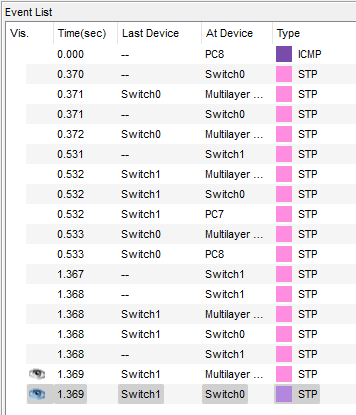 Event List
Vis. Time(sec) Last Device At Device Type
0.000 -- PC8 ICMP
0.370 -- Switch0 STP
0.371 Switch0 Multilayer ... STP
0.371 -- Switch0 STP
0.372 Switch0 Multilayer ... STP
0.531 -- Switch1 STP
0.532 Switch1 Multilayer ... STP
0.532 Switch1 Switch0 STP
0.532 Switch1 PC7 STP
0.533 Switch0 Multilayer ... STP
0.533 Switch0 PC8 STP
1.367 -- Switch1 STP
1.368 -- Switch1 STP
1.368 Switch1 Multilayer ... STP
1.368 Switch1 Switch0 STP
1.368 -- Switch1 STP
1.369 Switch1 Multilayer ... STP
1.369 Switch1 Switch0 STP